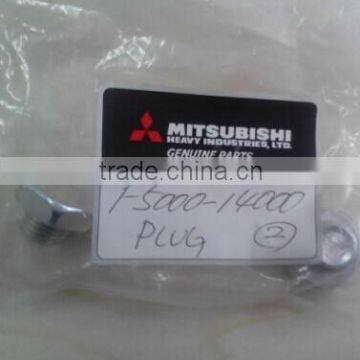 MITSUBISHI
HEAVY INDUSTRIES, LTD.
GENUINE PARTS
trade.china.cn
1-5000-14000
PLUG ②